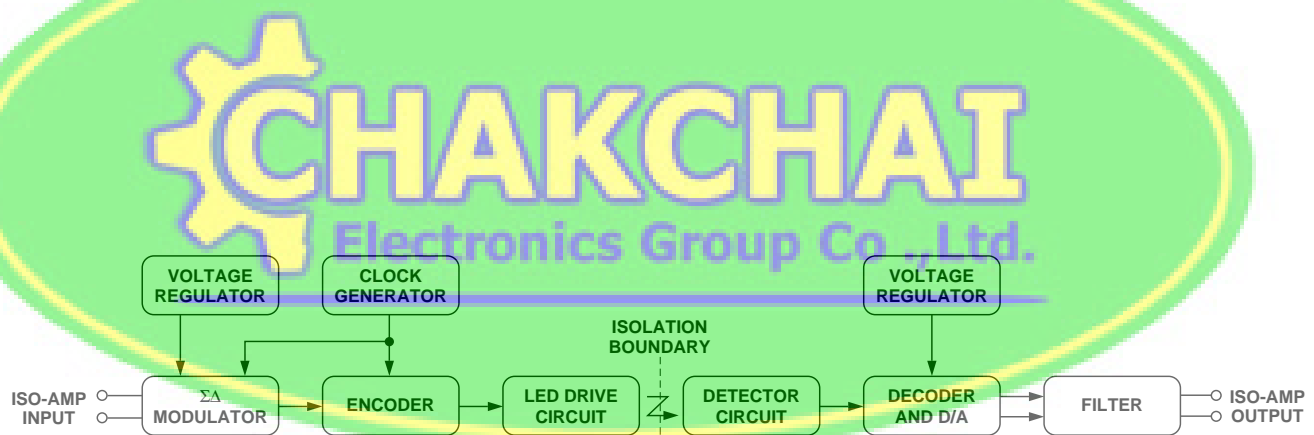 CHAKCHAI
Electronics Group Co .,Ltd.
VOLTAGE
REGULATOR
CLOCK
GENERATOR
VOLTAGE
REGULATOR
ISOLATION
BOUNDARY
ISO-AMP
INPUT
ΣΔ
MODULATOR
ENCODER
LED DRIVE
CIRCUIT
DETECTOR
CIRCUIT
DECODER
AND D/A
FILTER
ISO-AMP
OUTPUT